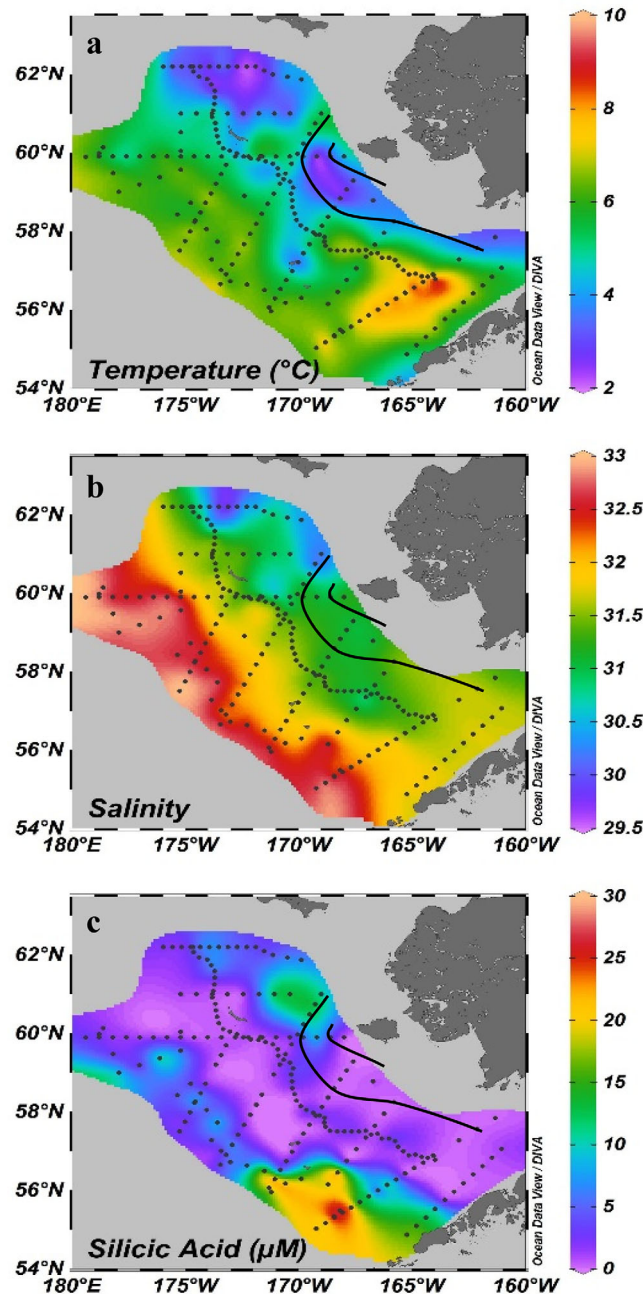 a
62°N
60°N
58°N
56°N
54°N
180°E 175°W 170°W 165°W 160°W
Temperature (°C)
Ocean Data View / DIVA
10
8
6
4
2
b
62°N
60°N
58°N
56°N
54°N
180°E 175°W 170°W 165°W 160°W
Salinity
Ocean Data View / DIVA
33
32.5
32
31.5
31
30.5
30
29.5
c
62°N
60°N
58°N
56°N
54°N
180°E 175°W 170°W 165°W 160°W
Silicic Acid (µM)
Ocean Data View / DIVA
30
25
20
15
10
5
0